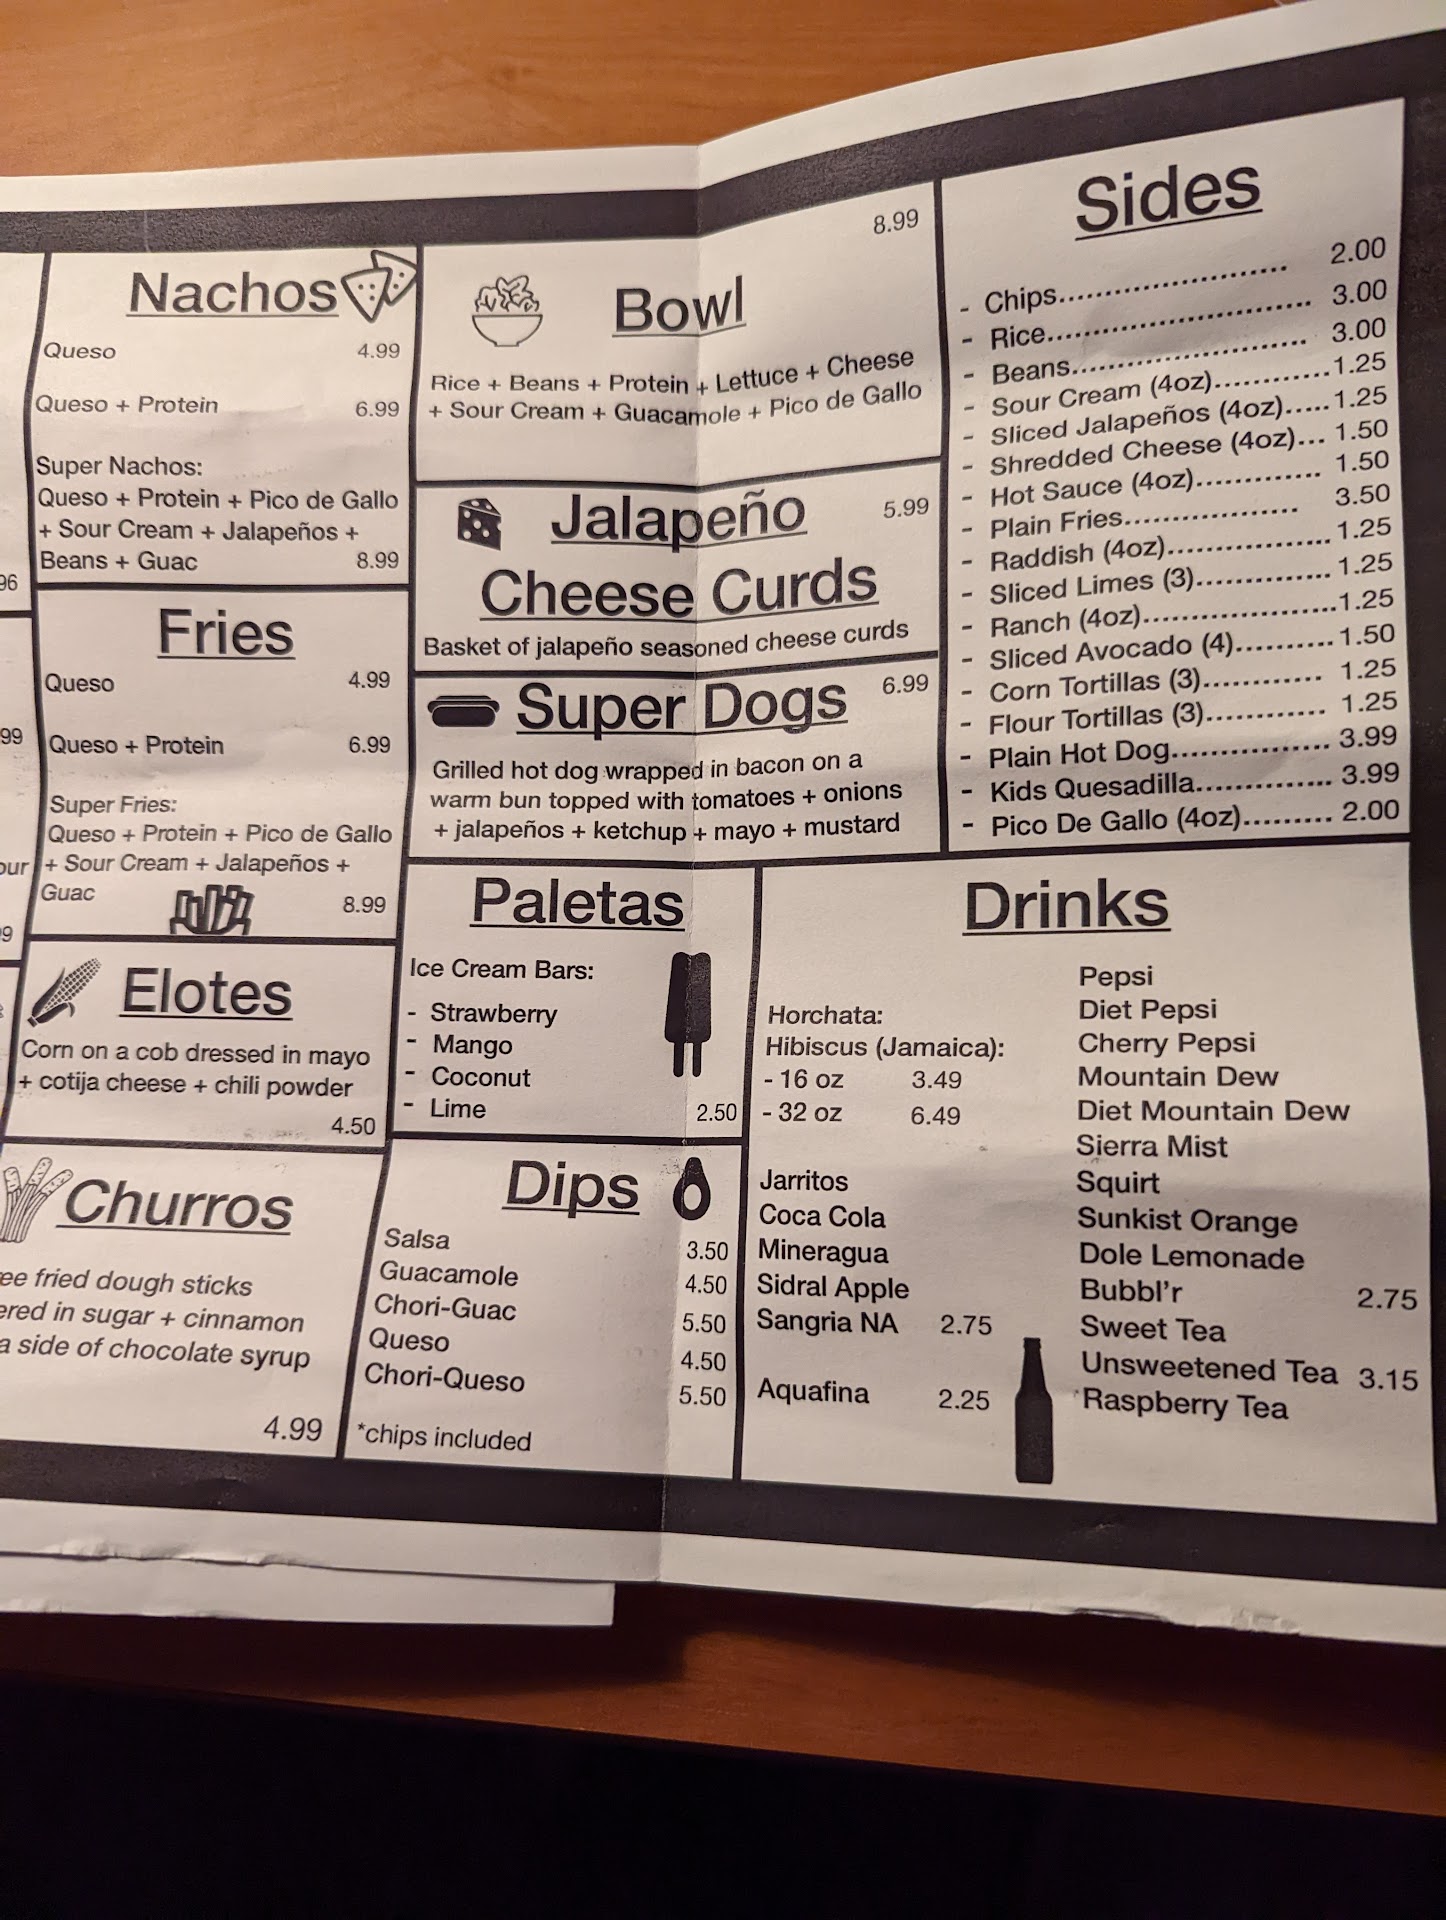 96
99
our
99
Nachos
Queso 4.99
Queso + Protein 6.99
Super Nachos:
Queso + Protein + Pico de Gallo
+ Sour Cream + Jalapeños +
Beans + Guac 8.99
Fries
Queso 4.99
Queso + Protein 6.99
Super Fries:
Queso + Protein + Pico de Gallo
+ Sour Cream + Jalapeños +
Guac 8.99
Elotes
Corn on a cob dressed in mayo
+ cotija cheese + chili powder
4.50
Churros
ee fried dough sticks
ered in sugar + cinnamon
a side of chocolate syrup
4.99
8.99
Bowl
Rice + Beans + Protein + Lettuce + Cheese
+ Sour Cream + Guacamole + Pico de Gallo
Jalapeño 5.99
Cheese Curds
Basket of jalapeño seasoned cheese curds
Super Dogs 6.99
Grilled hot dog wrapped in bacon on a
warm bun topped with tomatoes + onions
+ jalapeños + ketchup + mayo + mustard
Paletas
Ice Cream Bars:
- Strawberry
- Mango
- Coconut
- Lime 2.50
Dips
Salsa 3.50
Guacamole 4.50
Chori-Guac 5.50
Queso 4.50
Chori-Queso 5.50
*chips included
Sides
- Chips........................ 2.00
- Rice........................... 3.00
- Beans........................ 3.00
- Sour Cream (4oz)............1.25
- Sliced Jalapeños (4oz).....1.25
- Shredded Cheese (4oz)... 1.50
- Hot Sauce (4oz)............. 1.50
- Plain Fries.................. 3.50
- Raddish (4oz)................. 1.25
- Sliced Limes (3).............. 1.25
- Ranch (4oz)....................1.25
- Sliced Avocado (4)..........1.50
- Corn Tortillas (3)............ 1.25
- Flour Tortillas (3)............ 1.25
- Plain Hot Dog................ 3.99
- Kids Quesadilla.............. 3.99
- Pico De Gallo (4oz)......... 2.00
Drinks
Horchata:
Hibiscus (Jamaica):
- 16 oz 3.49
- 32 oz 6.49
Jarritos
Coca Cola
Mineragua
Sidral Apple
Sangria NA 2.75
Aquafina 2.25
Pepsi
Diet Pepsi
Cherry Pepsi
Mountain Dew
Diet Mountain Dew
Sierra Mist
Squirt
Sunkist Orange
Dole Lemonade
Bubbl'r 2.75
Sweet Tea
Unsweetened Tea 3.15
Raspberry Tea